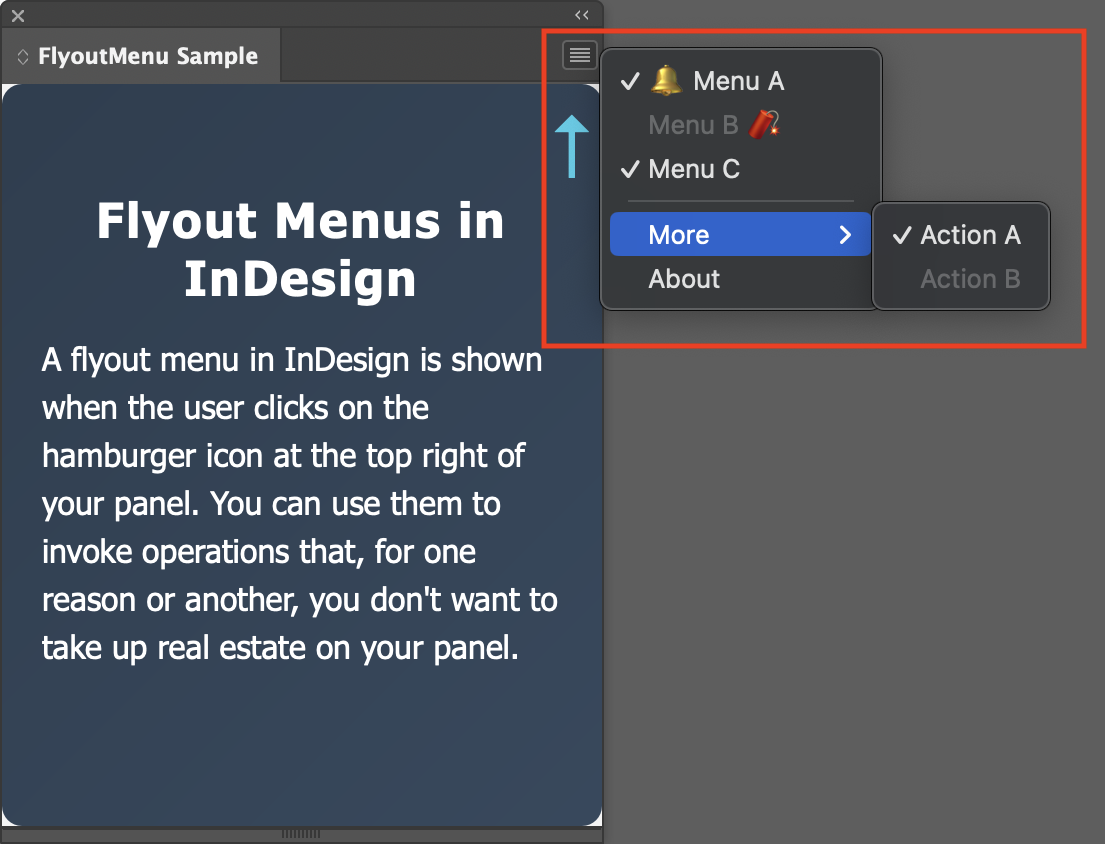 FlyoutMenu Sample
🔔 Menu A
Menu B 🧨
Menu C
More
About
Action A
Action B
Flyout Menus in
InDesign
A flyout menu in InDesign is shown
when the user clicks on the
hamburger icon at the top right of
your panel. You can use them to
invoke operations that, for one
reason or another, you don't want to
take up real estate on your panel.